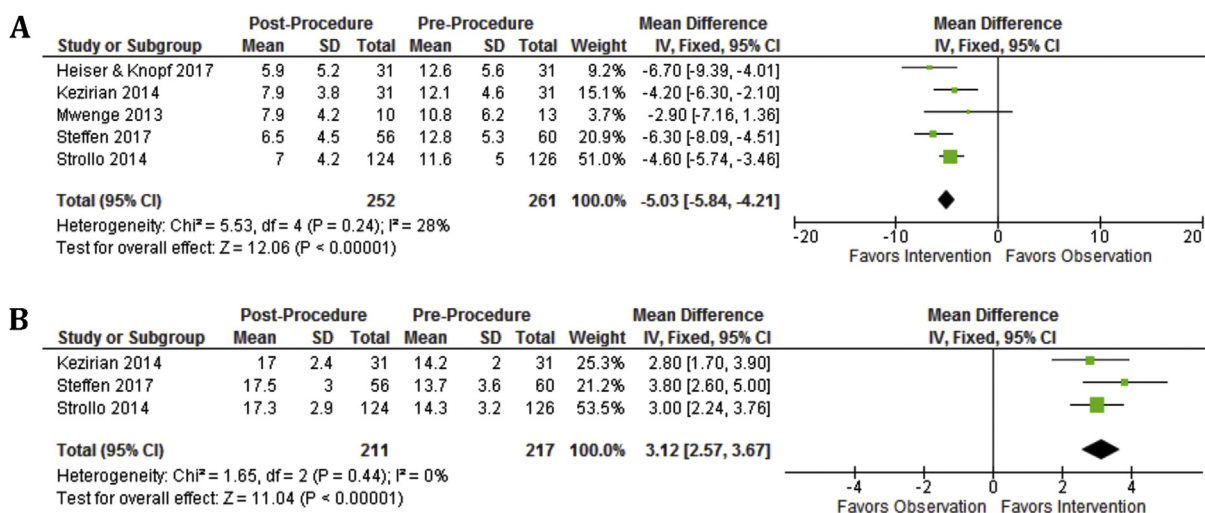 A
Post-Procedure Pre-Procedure Mean Difference Mean Difference
Study or Subgroup Mean SD Total Mean SD Total Weight IV, Fixed, 95% CI IV, Fixed, 95% CI
Heiser & Knopf 2017 5.9 5.2 31 12.6 5.6 31 9.2% -6.70 [-9.39, -4.01]
Kezirian 2014 7.9 3.8 31 12.1 4.6 31 15.1% -4.20 [-6.30, -2.10]
Mwenge 2013 7.9 4.2 10 10.8 6.2 13 3.7% -2.90 [-7.16, 1.36]
Steffen 2017 6.5 4.5 56 12.8 5.3 60 20.9% -6.30 [-8.09, -4.51]
Strollo 2014 7 4.2 124 11.6 5 126 51.0% -4.60 [-5.74, -3.46]
Total (95% CI) 252 261 100.0% -5.03 [-5.84, -4.21]
Heterogeneity: Chi² = 5.53, df = 4 (P = 0.24); I² = 28%
Test for overall effect: Z = 12.06 (P < 0.00001)
-20 -10 0 10 20
Favors Intervention Favors Observation
B
Post-Procedure Pre-Procedure Mean Difference Mean Difference
Study or Subgroup Mean SD Total Mean SD Total Weight IV, Fixed, 95% CI IV, Fixed, 95% CI
Kezirian 2014 17 2.4 31 14.2 2 31 25.3% 2.80 [1.70, 3.90]
Steffen 2017 17.5 3 56 13.7 3.6 60 21.2% 3.80 [2.60, 5.00]
Strollo 2014 17.3 2.9 124 14.3 3.2 126 53.5% 3.00 [2.24, 3.76]
Total (95% CI) 211 217 100.0% 3.12 [2.57, 3.67]
Heterogeneity: Chi² = 1.65, df = 2 (P = 0.44); I² = 0%
Test for overall effect: Z = 11.04 (P < 0.00001)
-4 -2 0 2 4
Favors Observation Favors Intervention